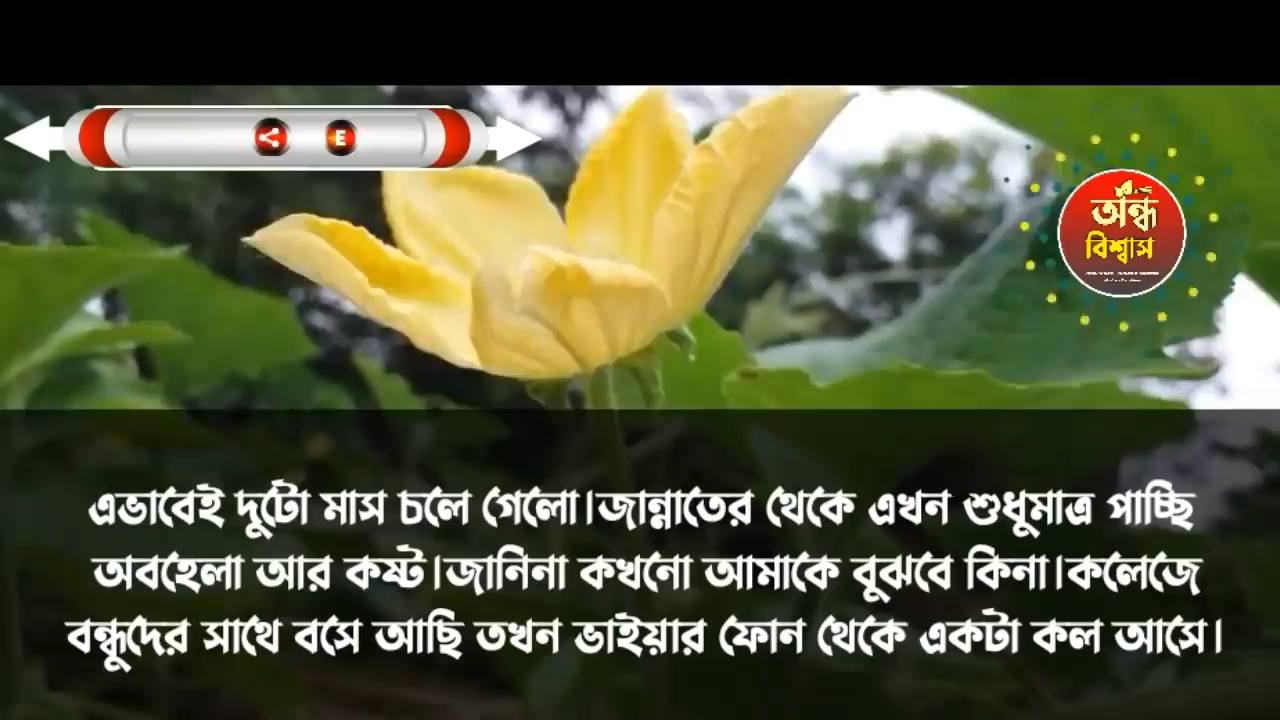 E
অন্ধ
বিশ্বাস
এভাবেই দুটো মাস চলে গেলো।জান্নাতের থেকে এখন শুধুমাত্র পাচ্ছি
অবহেলা আর কষ্ট।জানিনা কখনো আমাকে বুঝবে কিনা।কলেজে
বন্ধুদের সাথে বসে আছি তখন ভাইয়ার ফোন থেকে একটা কল আসে।